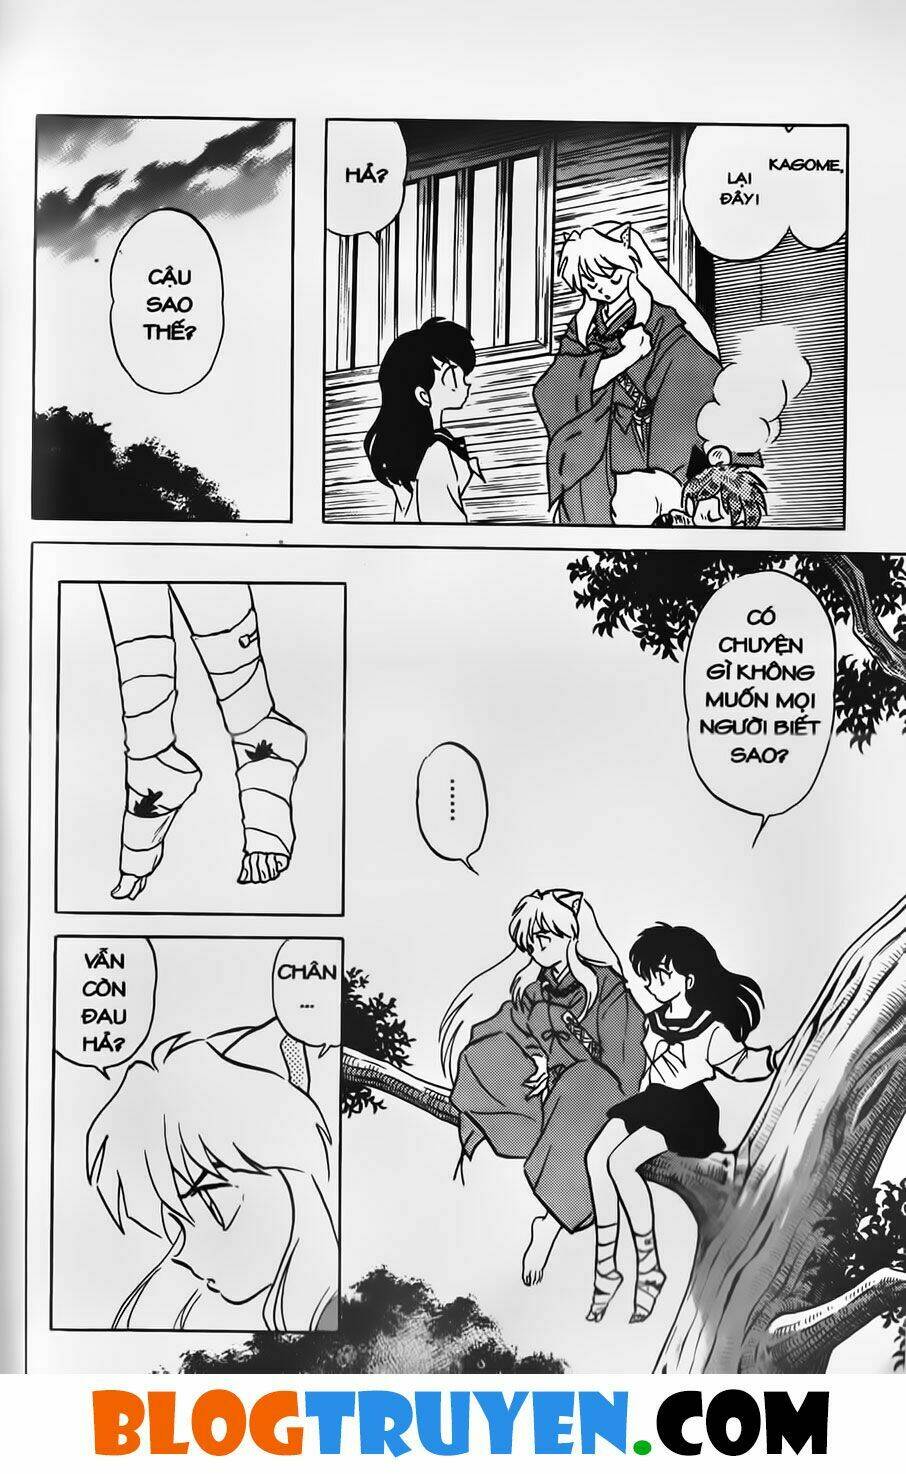 KAGOME,
LẠI
ĐÂY!
HẢ?
CẬU
SAO
THẾ?
CÓ
CHUYỆN
GÌ KHÔNG
MUỐN MỌI
NGƯỜI BIẾT
SAO?
......
CHÂN
...
VẪN
CÒN
ĐAU
HẢ?
BLOGTRUYEN.COM